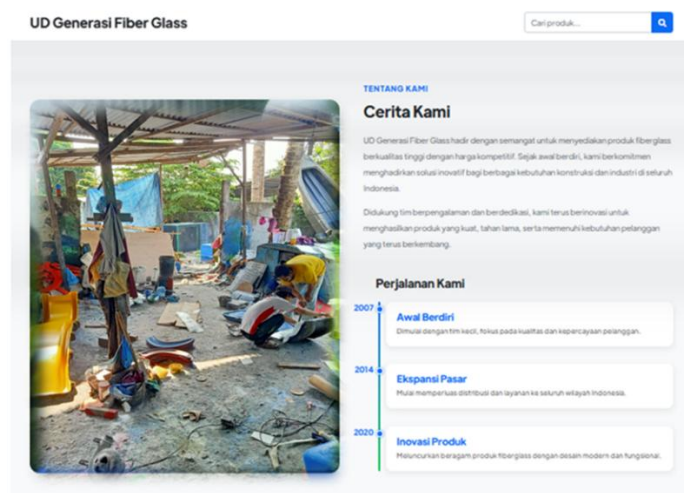 UD Generasi Fiber Glass
Cari produk...
TENTANG KAMI
Cerita Kami
UD Generasi Fiber Glass hadir dengan semangat untuk menyediakan produk fiberglass
berkualitas tinggi dengan harga kompetitif. Sejak awal berdiri, kami berkomitmen
menghadirkan solusi inovatif bagi berbagai kebutuhan konstruksi dan industri di seluruh
Indonesia.
Didukung tim berpengalaman dan berdedikasi, kami terus berinovasi untuk
menghasilkan produk yang kuat, tahan lama, serta memenuhi kebutuhan pelanggan
yang terus berkembang.
Perjalanan Kami
2007
Awal Berdiri
Dimulai dengan tim kecil, fokus pada kualitas dan kepercayaan pelanggan.
2014
Ekspansi Pasar
Mulai memperluas distribusi dan layanan ke seluruh wilayah Indonesia.
2020
Inovasi Produk
Meluncurkan beragam produk fiberglass dengan desain modern dan fungsional.